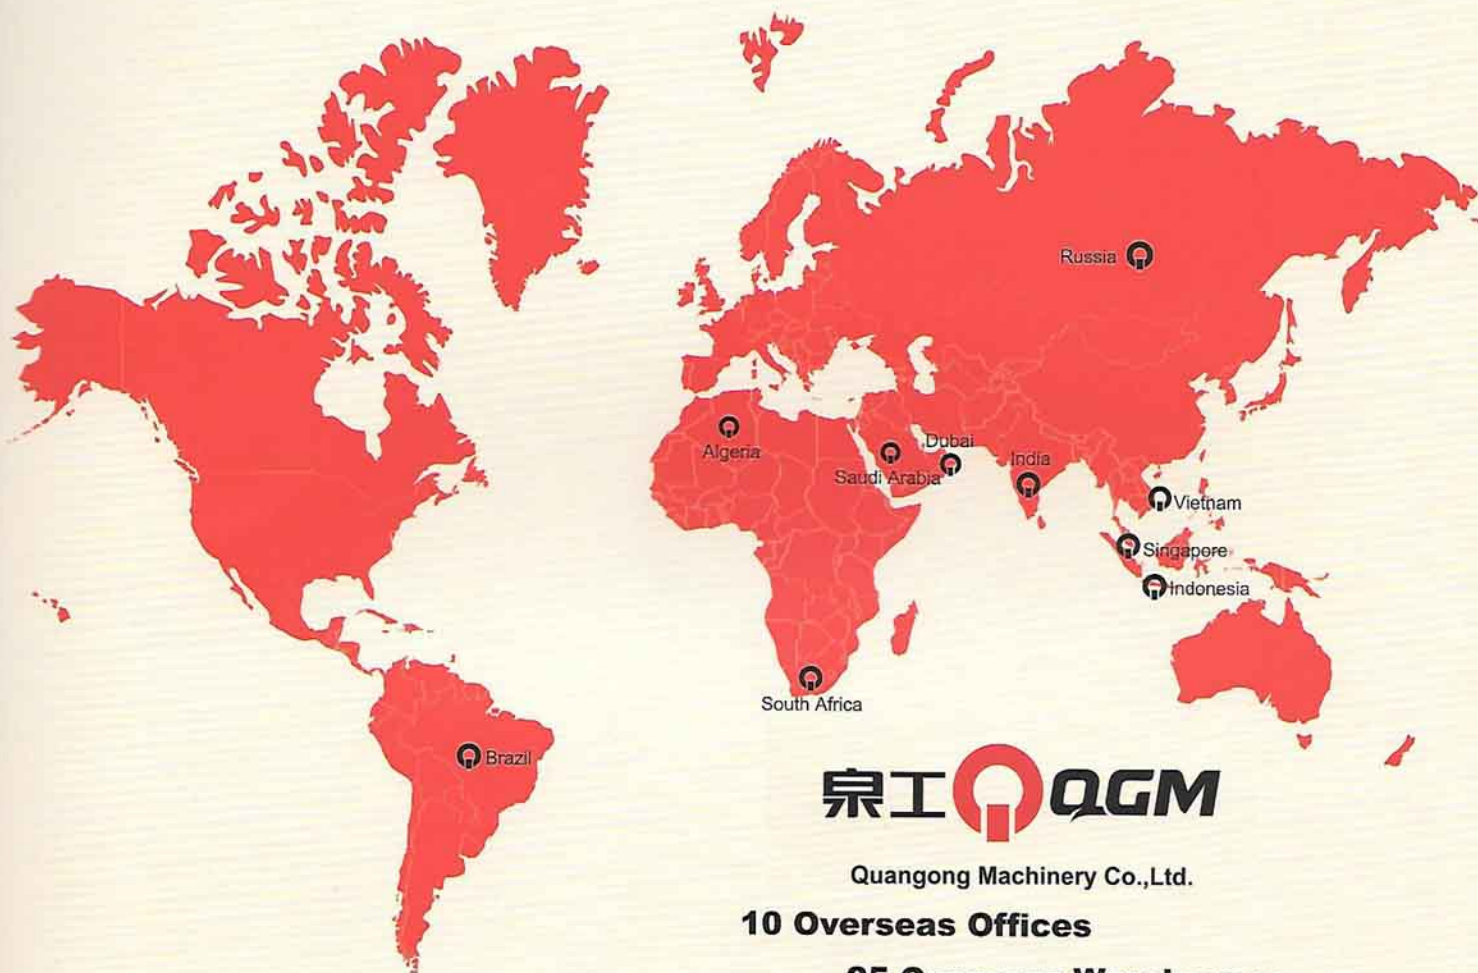 Russia
Algeria
Dubai
Saudi Arabia
India
Vietnam
Singapore
Indonesia
South Africa
Brazil
泉工 QGM
Quangong Machinery Co.,Ltd.
10 Overseas Offices